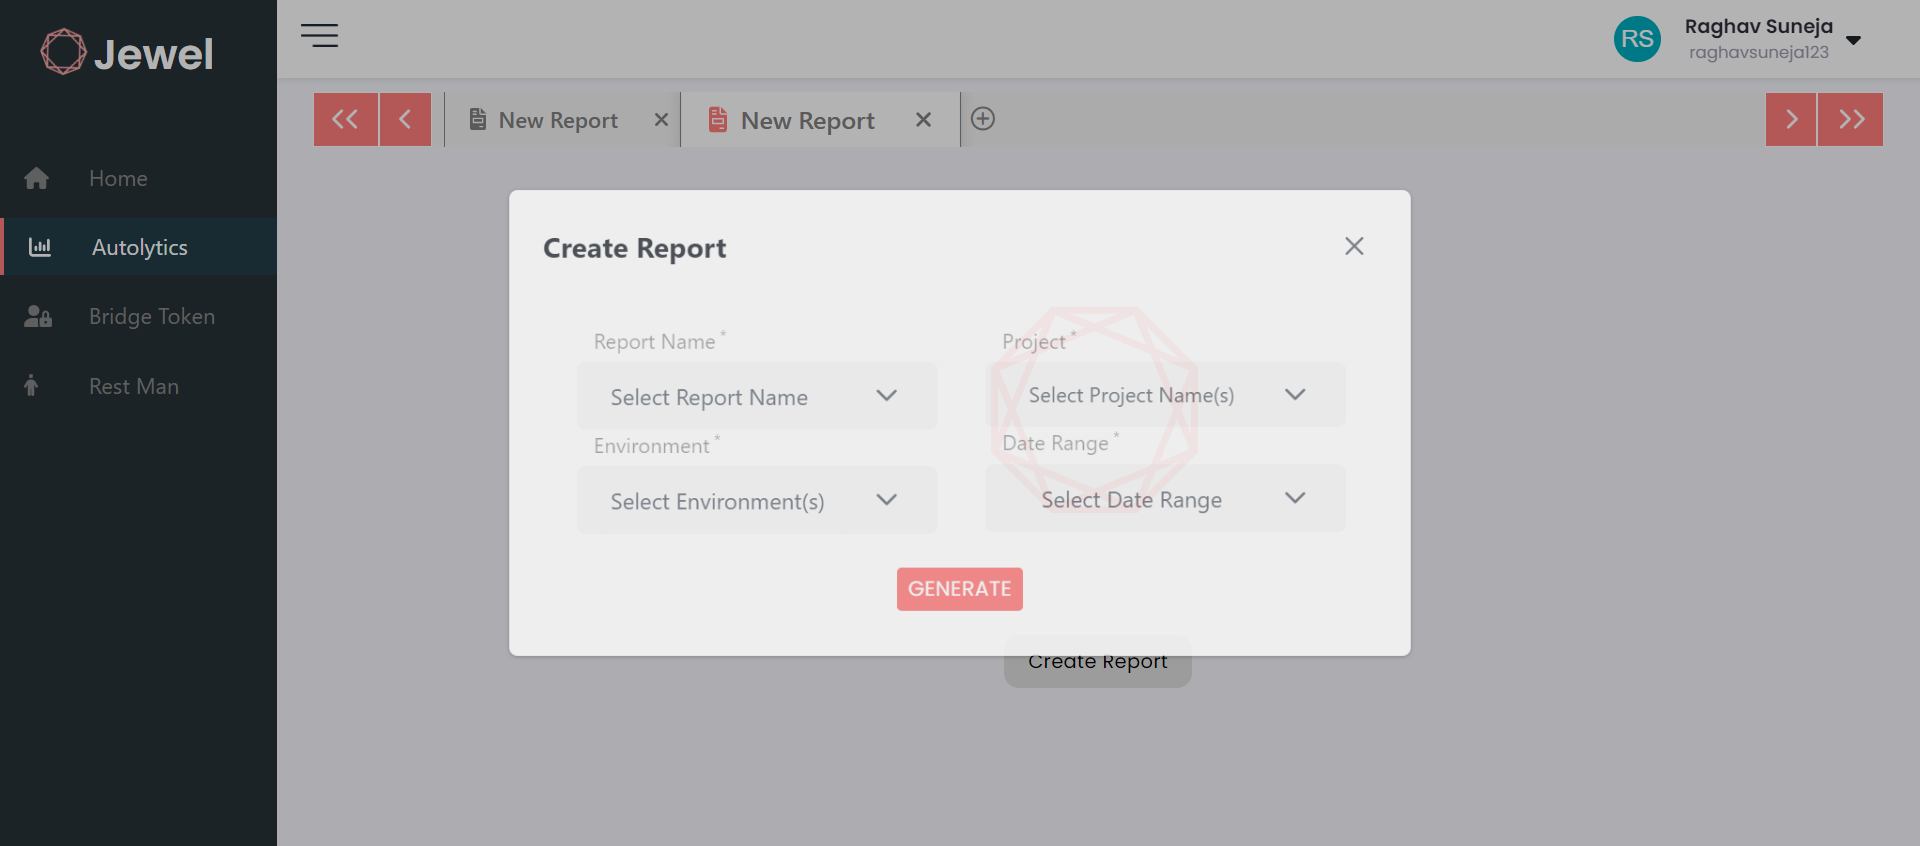 Jewel
RS
Raghav Suneja
raghavsuneja123
New Report
New Report
Home
Autolytics
Bridge Token
Rest Man
Create Report
Report Name *
Project *
Select Report Name
Select Project Name(s)
Environment *
Date Range *
Select Environment(s)
Select Date Range
GENERATE
Create Report